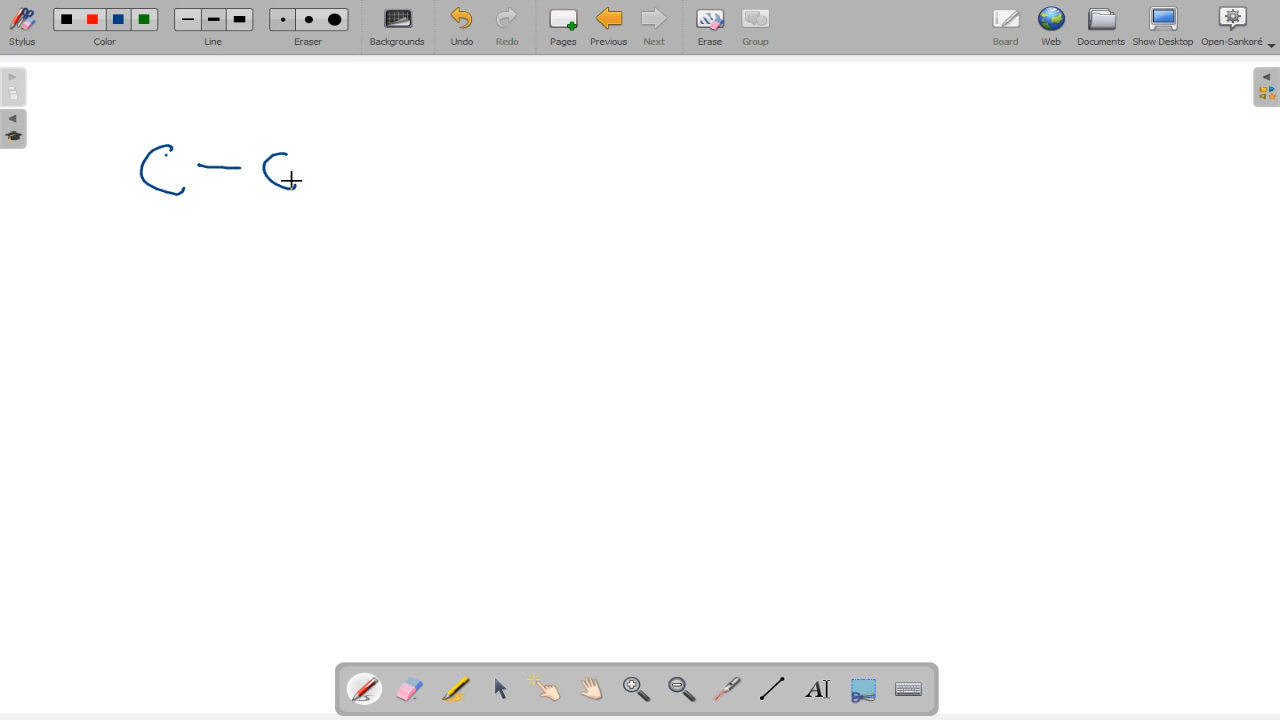 Stylus Color Line Eraser Backgrounds Undo Redo Pages Previous Next Erase Group Board Web Documents Show Desktop Open-Sankoré
C – C